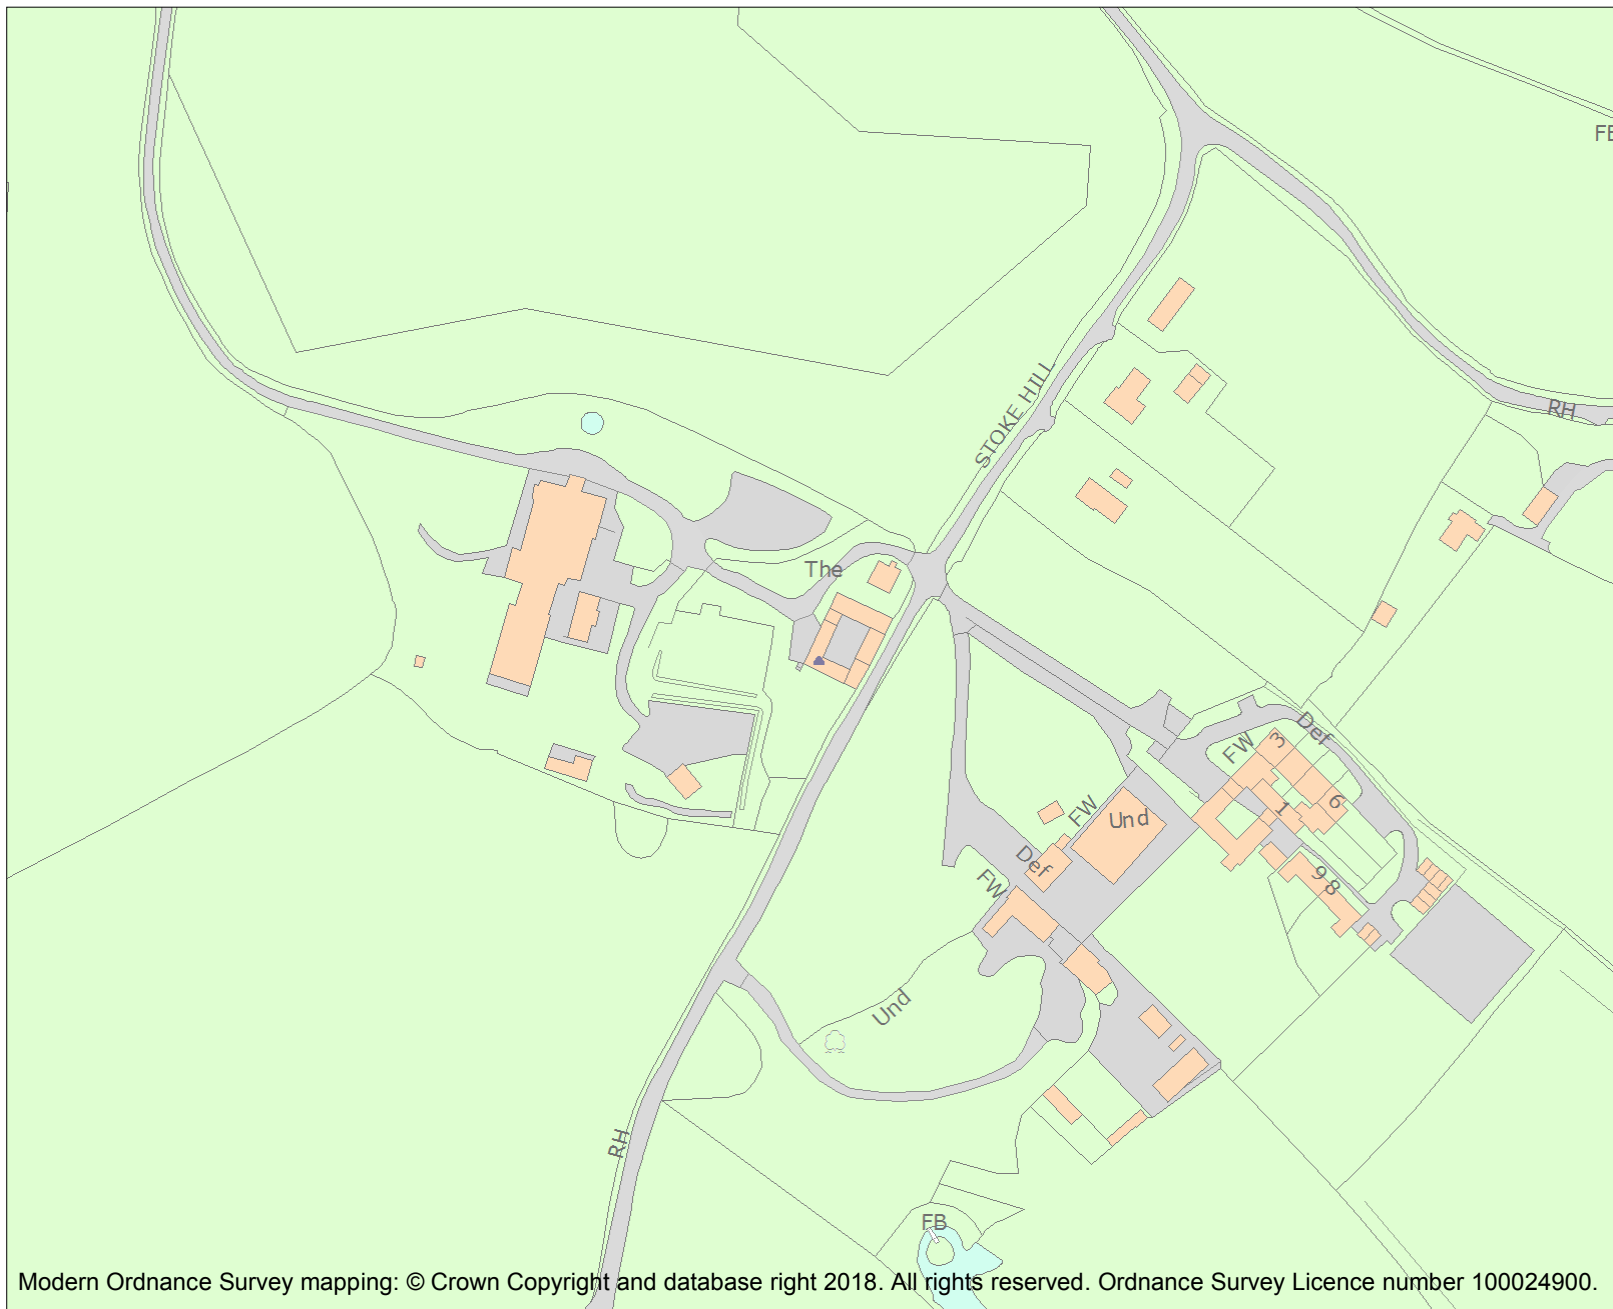 FB
STOKE HILL
RH
The
Def
FW
3
6
1
Und
FW
Def
FW
9 8
Und
RH
FB
Modern Ordnance Survey mapping: © Crown Copyright and database right 2018. All rights reserved. Ordnance Survey Licence number 100024900.